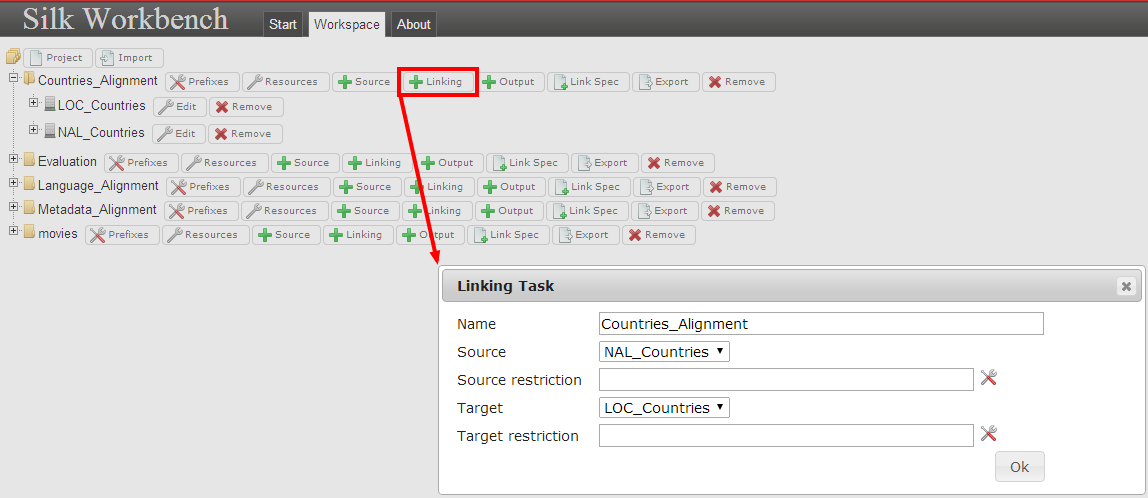 Silk Workbench Start Workspace About
Project Import
Countries_Alignment Prefixes Resources Source Linking Output Link Spec Export Remove
LOC_Countries Edit Remove
NAL_Countries Edit Remove
Evaluation Prefixes Resources Source Linking Output Link Spec Export Remove
Language_Alignment Prefixes Resources Source Linking Output Link Spec Export Remove
Metadata_Alignment Prefixes Resources Source Linking Output Link Spec Export Remove
movies Prefixes Resources Source Linking Output Link Spec Export Remove
Linking Task
Name Countries_Alignment
Source NAL_Countries
Source restriction
Target LOC_Countries
Target restriction
Ok